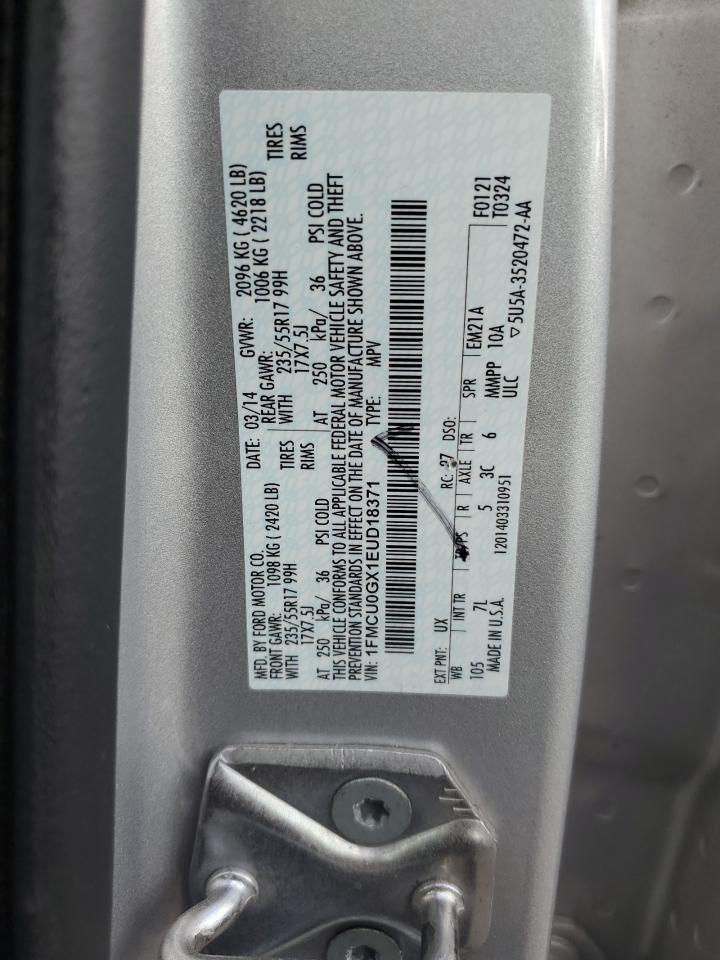 MFD. BY FORD MOTOR CO. DATE: 03/14 GVWR: 2096 KG ( 4620 LB)
FRONT GAWR: 1098 KG ( 2420 LB) REAR GAWR: 1006 KG ( 2218 LB)
WITH 235/55R17 99H TIRES WITH 235/55R17 99H TIRES
17X7.5J RIMS 17X7.5J RIMS
AT 250 kPa/ 36 PSI COLD AT 250 kPa/ 36 PSI COLD
THIS VEHICLE CONFORMS TO ALL APPLICABLE FEDERAL MOTOR VEHICLE SAFETY AND THEFT
PREVENTION STANDARDS IN EFFECT ON THE DATE OF MANUFACTURE SHOWN ABOVE.
VIN: 1FMCU0GX1EUD18371 TYPE: MPV
EXT PNT: UX RC: 27 DSO:
WB INT TR R AXLE TR SPR EM21A F0121
105 7L 5 3C 6 MMPP 10A T0324
MADE IN U.S.A. 1201403310951 ULC ▽5U5A-3520472-AA